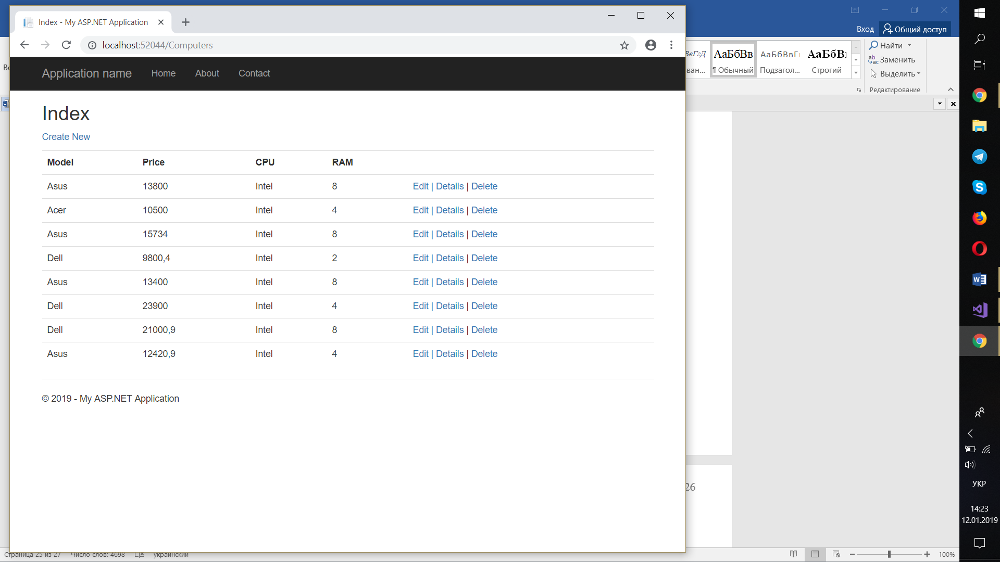 Index - My ASP.NET Application
localhost:52044/Computers
Application name Home About Contact
Index
Create New
Model Price CPU RAM
Asus 13800 Intel 8 Edit | Details | Delete
Acer 10500 Intel 4 Edit | Details | Delete
Asus 15734 Intel 8 Edit | Details | Delete
Dell 9800,4 Intel 2 Edit | Details | Delete
Asus 13400 Intel 8 Edit | Details | Delete
Dell 23900 Intel 4 Edit | Details | Delete
Dell 21000,9 Intel 8 Edit | Details | Delete
Asus 12420,9 Intel 4 Edit | Details | Delete
© 2019 - My ASP.NET Application
Вход Общий доступ
АаБбВв АаБбВвГг АаБбВг
¶ Обычный Подзагол... Строгий
Найти
Заменить
Выделить
Редактирование
26
Страница 25 из 27 Число слов: 4698 украинский
100%
УКР
14:23
12.01.2019